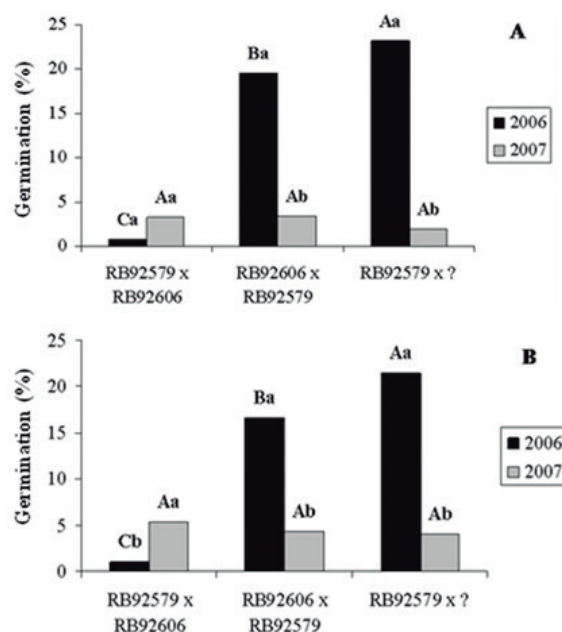 25
A
Aa
Ba
20
2006
15
2007
10
5
Aa
Ab
Ab
Ca
0
Germination (%)
RB92579 x
RB92606
RB92606 x
RB92579
RB92579 x ?
25
B
Aa
20
Ba
2006
15
2007
10
Aa
5
Ab
Ab
Cb
0
Germination (%)
RB92579 x
RB92606
RB92606 x
RB92579
RB92579 x ?